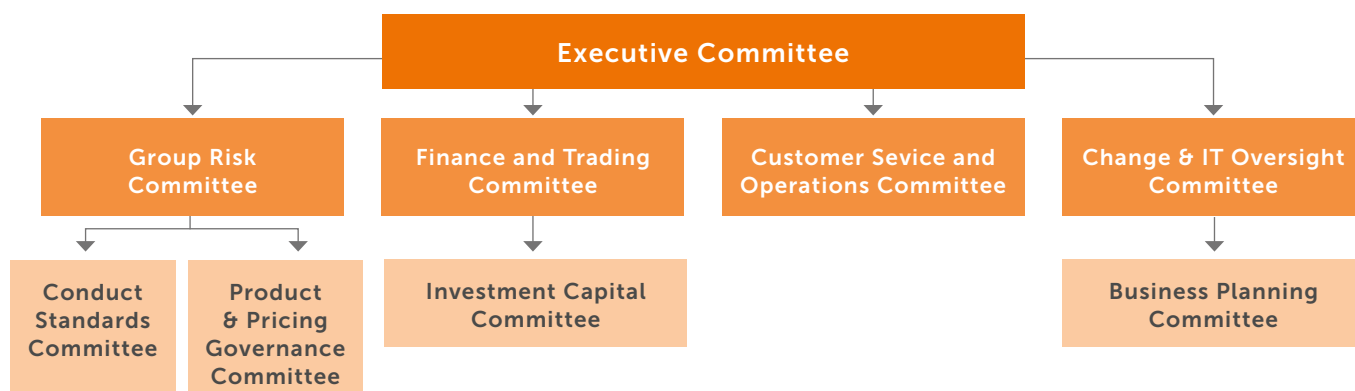 Executive Committee
Group Risk
Committee
Finance and Trading
Committee
Customer Sevice and
Operations Committee
Change & IT Oversight
Committee
Conduct
Standards
Committee
Product
& Pricing
Governance
Committee
Investment Capital
Committee
Business Planning
Committee